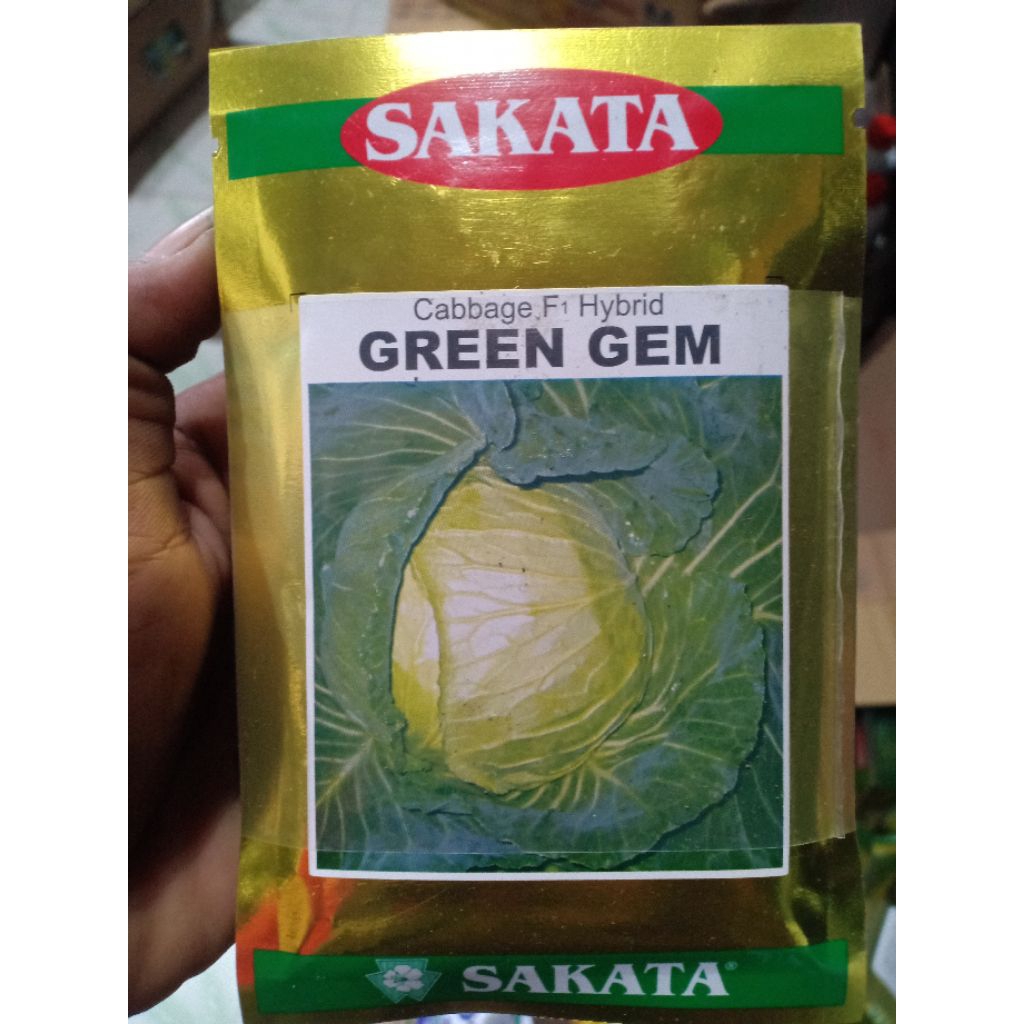 SAKATA
Cabbage F1 Hybrid
GREEN GEM
SAKATA®